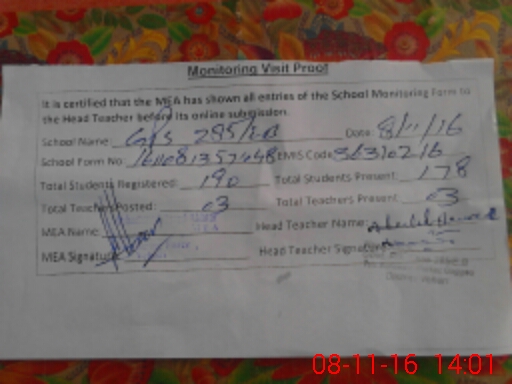 Monitoring Visit Proof
It is certified that the MEA has shown all entries of the School Monitoring Form to
the Head Teacher before its online submission.
School Name: GPS 285/EB Date: 8/11/16
School Form No: EMIS Code: 36310216
Total Students Registered: 190 Total Students Present: 178
Total Teachers Posted: 03 Total Teachers Present: 03
MEA Name: Head Teacher Name:
MEA Signature: Head Teacher Signature:
08-11-16 14:01